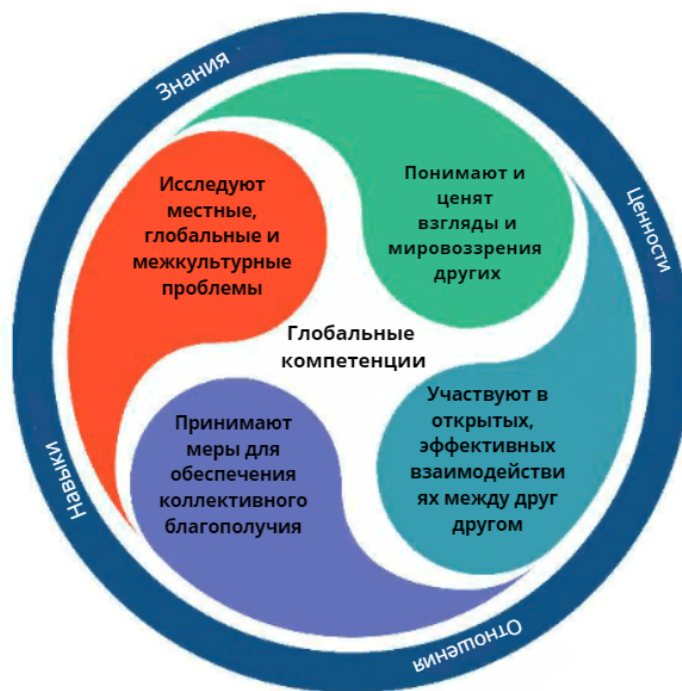 Знания
Ценности
Исследуют
местные,
глобальные и
межкультурные
проблемы
Понимают и
ценят
взгляды и
мировоззрения
других
Глобальные
компетенции
Принимают
меры для
обеспечения
коллективного
благополучия
Участвуют в
открытых,
эффективных
взаимодействи
ях между друг
другом
Навыки
Отношения